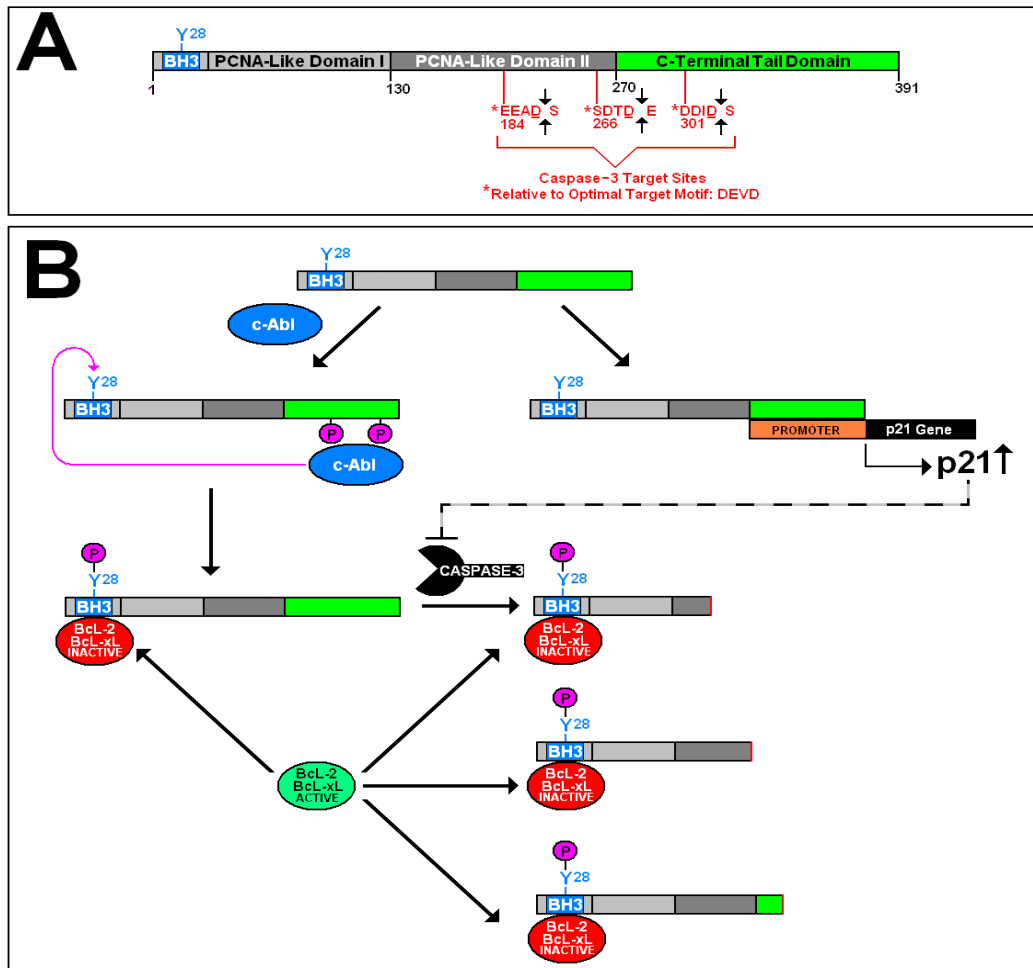 A
Y28
BH3 PCNA-Like Domain I PCNA-Like Domain II C-Terminal Tail Domain
1 130 270 391
*EEAD S *SDTD E *DDID S
184 266 301
Caspase-3 Target Sites
*Relative to Optimal Target Motif: DEVD
B
Y28
BH3
c-Abl
Y28
BH3
P P
c-Abl
Y28
BH3
PROMOTER p21 Gene
p21
P
Y28
BH3
BcL-2
BcL-xL
INACTIVE
CASPASE-3
P
Y28
BH3
BcL-2
BcL-xL
INACTIVE
P
Y28
BH3
BcL-2
BcL-xL
INACTIVE
BcL-2
BcL-xL
ACTIVE
P
Y28
BH3
BcL-2
BcL-xL
INACTIVE